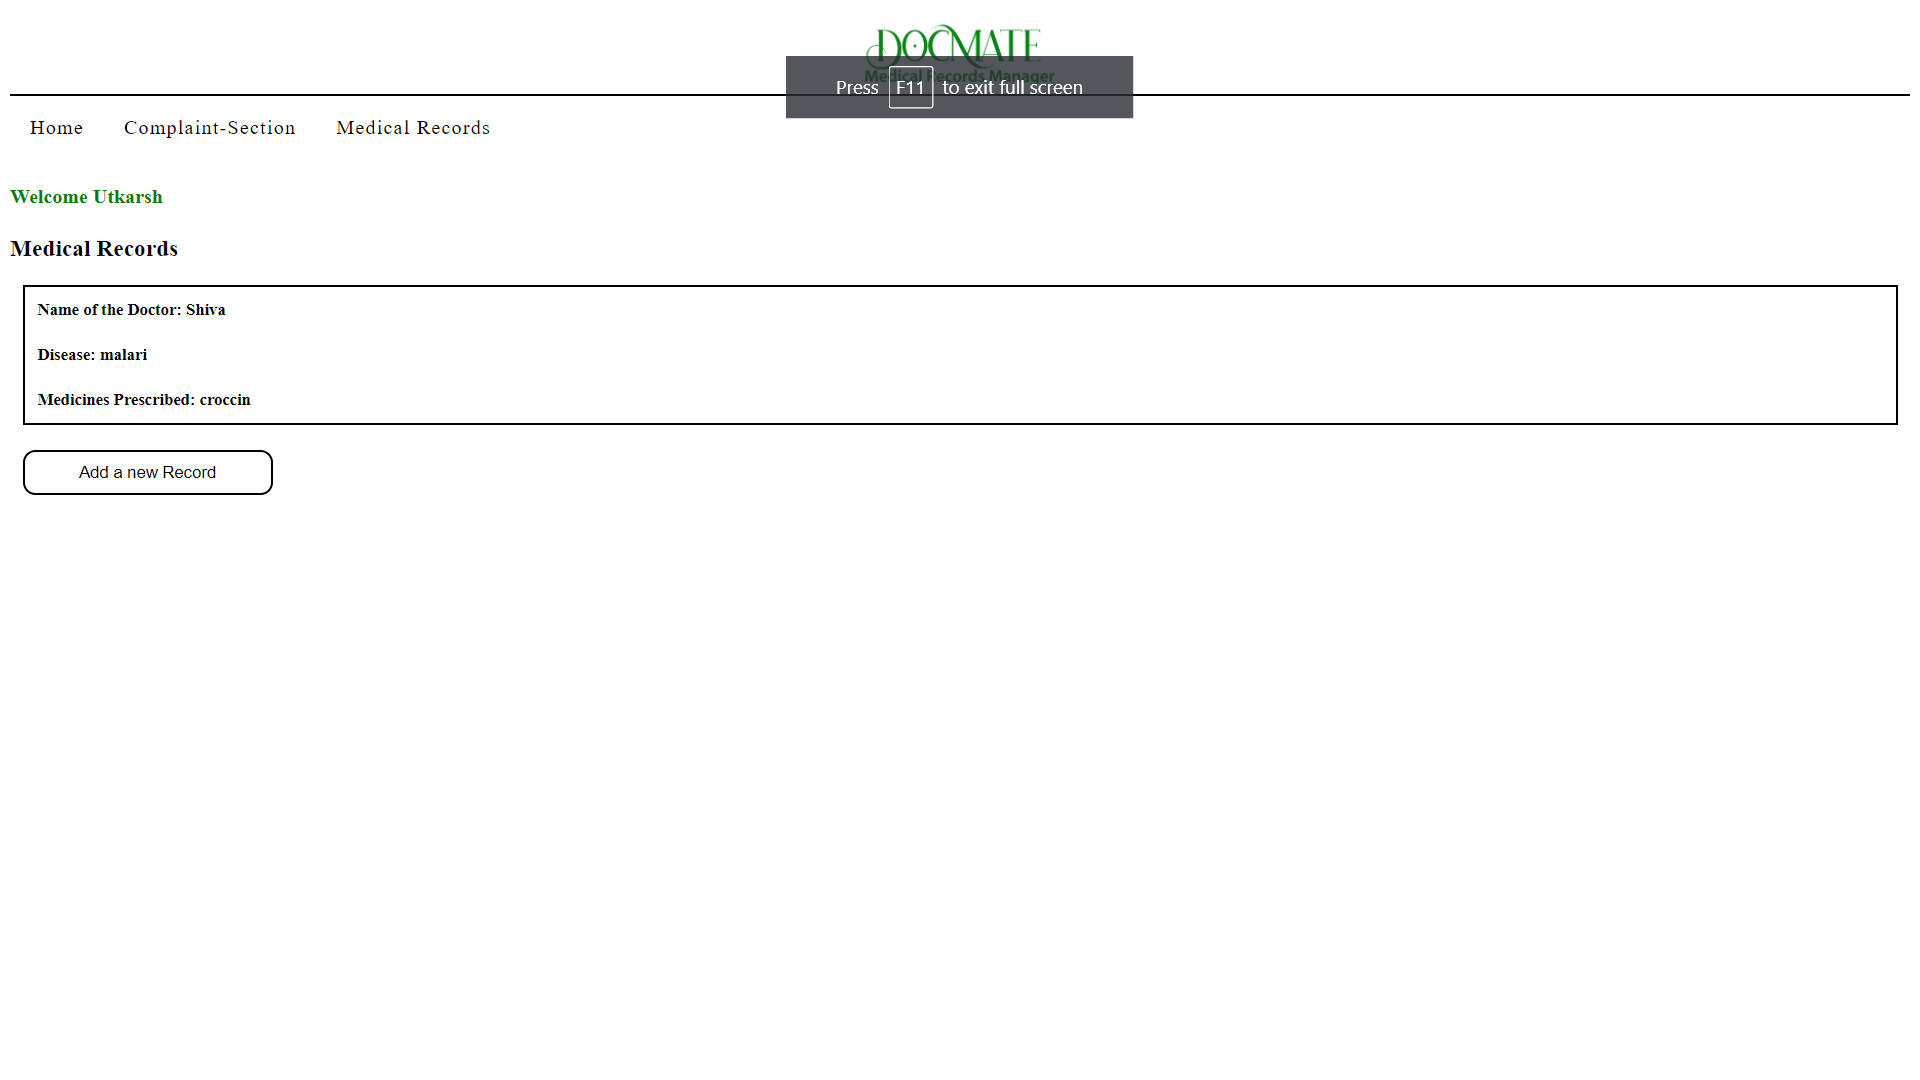 DOCMATE
Medical Records Manager
Press F11 to exit full screen
Home Complaint-Section Medical Records
Welcome Utkarsh
Medical Records
Name of the Doctor: Shiva
Disease: malari
Medicines Prescribed: croccin
Add a new Record